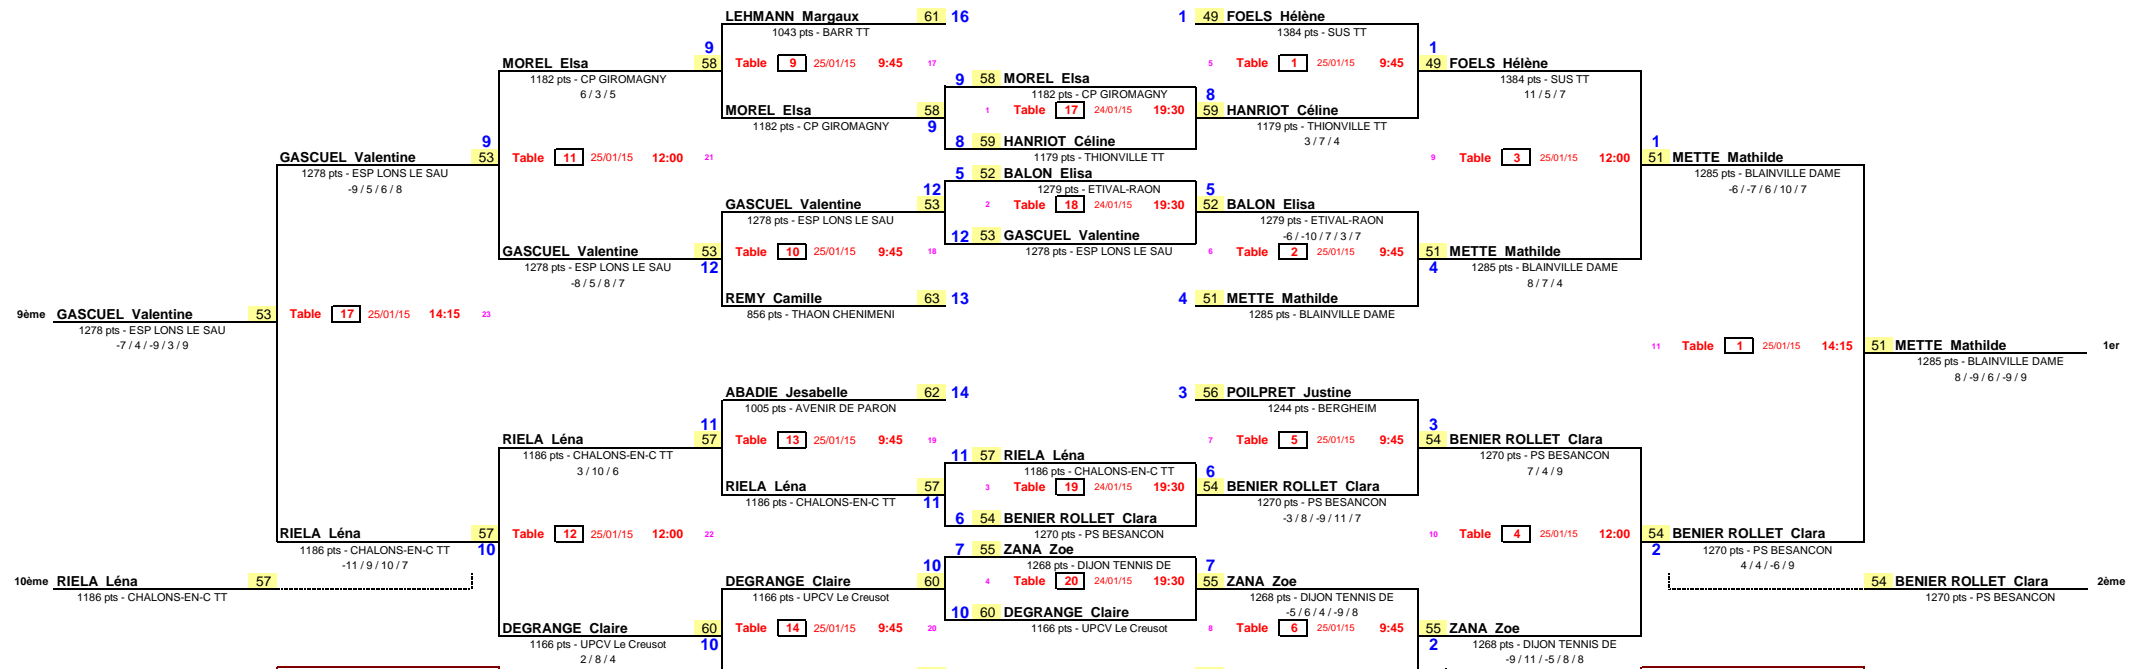 LEHMANN Margaux 61 16 1 49 FOELS Hélène
1043 pts - BARR TT 1384 pts - SUS TT
9 1
MOREL Elsa 58 Table 9 25/01/15 9:45 17 5 Table 1 25/01/15 9:45 49 FOELS Hélène
1182 pts - CP GIROMAGNY 9 58 MOREL Elsa 1384 pts - SUS TT
6 / 3 / 5 1182 pts - CP GIROMAGNY 8 11 / 5 / 7
MOREL Elsa 58 1 Table 17 24/01/15 19:30 59 HANRIOT Céline
1182 pts - CP GIROMAGNY 9 1179 pts - THIONVILLE TT
9 8 59 HANRIOT Céline 3 / 7 / 4 1
GASCUEL Valentine 53 Table 11 25/01/15 12:00 21 1179 pts - THIONVILLE TT 9 Table 3 25/01/15 12:00 51 METTE Mathilde
1278 pts - ESP LONS LE SAU 5 52 BALON Elisa 1285 pts - BLAINVILLE DAME
-9 / 5 / 6 / 8 12 1279 pts - ETIVAL-RAON 5 -6 / -7 / 6 / 10 / 7
GASCUEL Valentine 53 2 Table 18 24/01/15 19:30 52 BALON Elisa
1278 pts - ESP LONS LE SAU 1279 pts - ETIVAL-RAON
12 53 GASCUEL Valentine -6 / -10 / 7 / 3 / 7
GASCUEL Valentine 53 Table 10 25/01/15 9:45 18 1278 pts - ESP LONS LE SAU 6 Table 2 25/01/15 9:45 51 METTE Mathilde
1278 pts - ESP LONS LE SAU 12 4 1285 pts - BLAINVILLE DAME
-8 / 5 / 8 / 7 8 / 7 / 4
REMY Camille 63 13 4 51 METTE Mathilde
9ème GASCUEL Valentine 53 Table 17 25/01/15 14:15 23 856 pts - THAON CHENIMENI 1285 pts - BLAINVILLE DAME
1278 pts - ESP LONS LE SAU
-7 / 4 / -9 / 3 / 9 11 Table 1 25/01/15 14:15 51 METTE Mathilde 1er
1285 pts - BLAINVILLE DAME
8 / -9 / 6 / -9 / 9
ABADIE Jesabelle 62 14 3 56 POILPRET Justine
1005 pts - AVENIR DE PARON 1244 pts - BERGHEIM
11 3
RIELA Léna 57 Table 13 25/01/15 9:45 19 7 Table 5 25/01/15 9:45 54 BENIER ROLLET Clara
1186 pts - CHALONS-EN-C TT 11 57 RIELA Léna 1270 pts - PS BESANCON
3 / 10 / 6 1186 pts - CHALONS-EN-C TT 6 7 / 4 / 9
RIELA Léna 57 3 Table 19 24/01/15 19:30 54 BENIER ROLLET Clara
1186 pts - CHALONS-EN-C TT 11 1270 pts - PS BESANCON
6 54 BENIER ROLLET Clara -3 / 8 / -9 / 11 / 7
RIELA Léna 57 Table 12 25/01/15 12:00 22 1270 pts - PS BESANCON 10 Table 4 25/01/15 12:00 54 BENIER ROLLET Clara
1186 pts - CHALONS-EN-C TT 10 7 55 ZANA Zoe 2 1270 pts - PS BESANCON
-11 / 9 / 10 / 7 10 1268 pts - DIJON TENNIS DE 7 4 / 4 / -6 / 9
10ème RIELA Léna 57 DEGRANGE Claire 60 4 Table 20 24/01/15 19:30 55 ZANA Zoe 54 BENIER ROLLET Clara 2ème
1186 pts - CHALONS-EN-C TT 1166 pts - UPCV Le Creusot 1268 pts - DIJON TENNIS DE 1270 pts - PS BESANCON
10 60 DEGRANGE Claire -5 / 6 / 4 / -9 / 8
DEGRANGE Claire 60 Table 14 25/01/15 9:45 20 1166 pts - UPCV Le Creusot 8 Table 6 25/01/15 9:45 55 ZANA Zoe
1166 pts - UPCV Le Creusot 10 2 1268 pts - DIJON TENNIS DE
2 / 8 / 4 -9 / 11 / -5 / 8 / 8